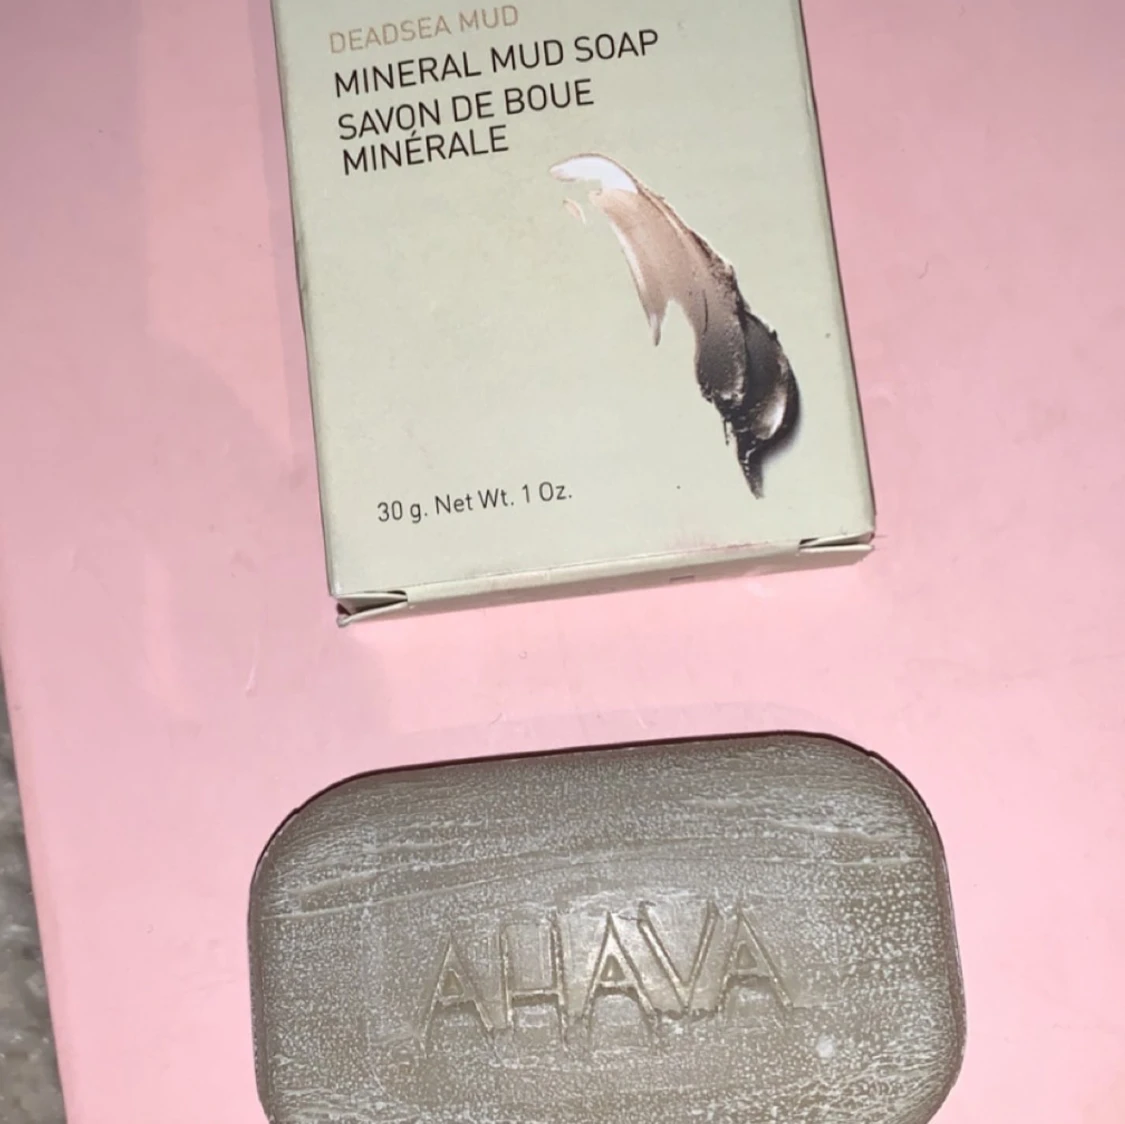 DEADSEA MUD
MINERAL MUD SOAP
SAVON DE BOUE
MINÉRALE
30 g. Net Wt. 1 Oz.
AHAVA